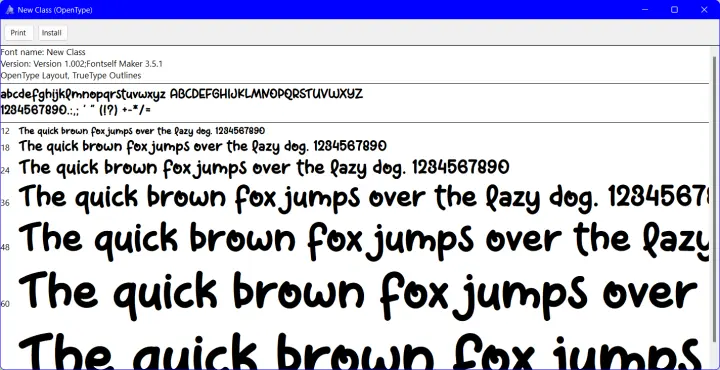 New Class (OpenType)
Print Install
Font name: New Class
Version: Version 1.002;Fontself Maker 3.5.1
OpenType Layout, TrueType Outlines
abcdefghijklmnopqrstuvwxyz ABCDEFGHIJKLMNOPQRSTUVWXYZ
1234567890.:,; ' " (!?) +-*/=
12 The quick brown fox jumps over the lazy dog. 1234567890
18 The quick brown fox jumps over the lazy dog. 1234567890
24 The quick brown fox jumps over the lazy dog. 1234567890
36 The quick brown fox jumps over the lazy dog. 12345678
48 The quick brown fox jumps over the lazy
60 The quick brown fox jumps over
The quick brown fox jumps